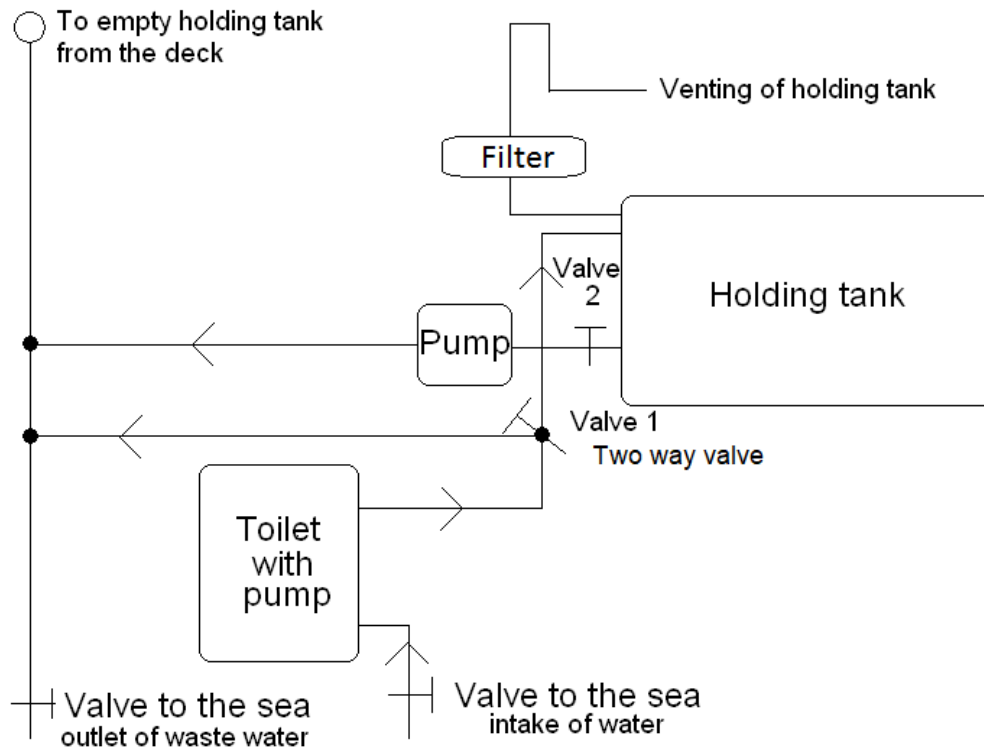 To empty holding tank
from the deck
Venting of holding tank
Filter
Valve
2
Holding tank
Pump
Valve 1
Two way valve
Toilet
with
pump
Valve to the sea
outlet of waste water
Valve to the sea
intake of water